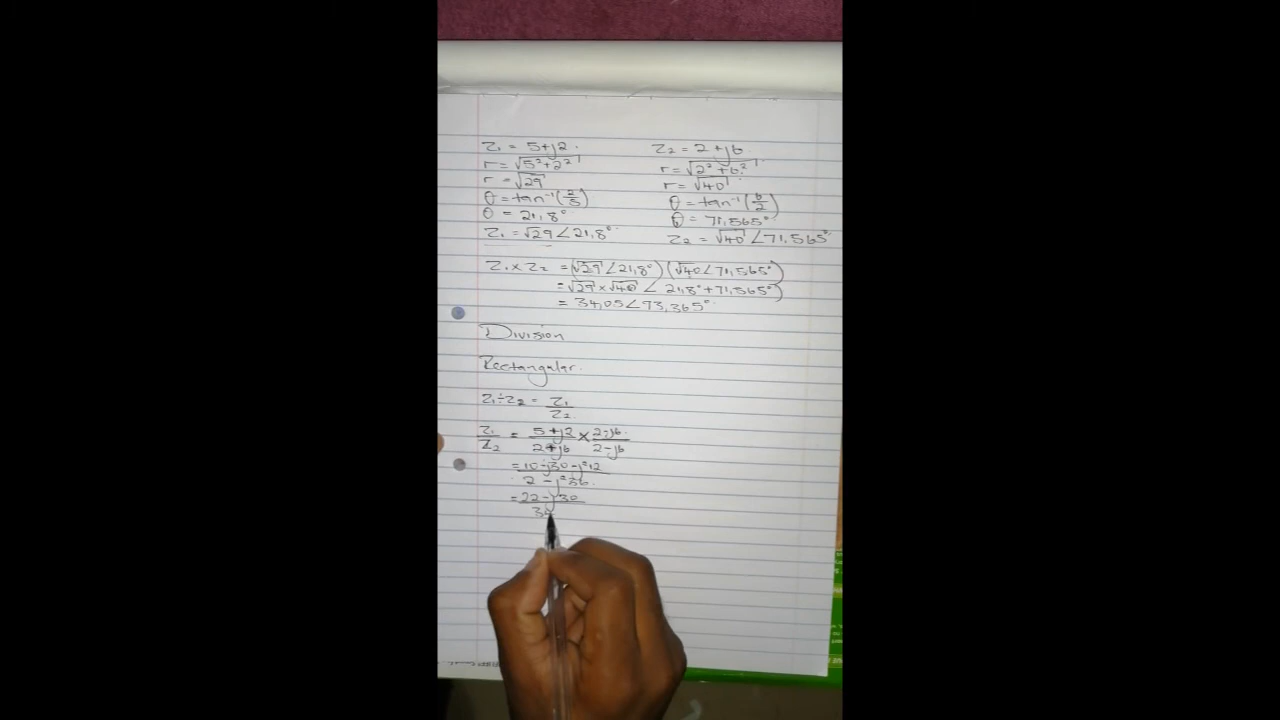 Z₁ = 5+j2.
r = √5²+2²
r = √29
θ = tan⁻¹(2/5)
θ = 21,8°
Z₁ = √29 ∠21,8°
Z₂ = 2+j6
r = √2²+6²
r = √40
θ = tan⁻¹(6/2)
θ = 71,565°
Z₂ = √40 ∠71,565°
Z₁ × Z₂ = (√29 ∠21,8°)(√40 ∠71,565°)
= √29 × √40 ∠ 21,8° + 71,565°)
= 34,05 ∠93,365°
Division
Rectangular.
Z₁ ÷ Z₂ = Z₁/Z₂
Z₁/Z₂ = 5+j2/2+j6 × 2-j6/2-j6
= 10-j30-j²12/2-j²36.
= 22-j30